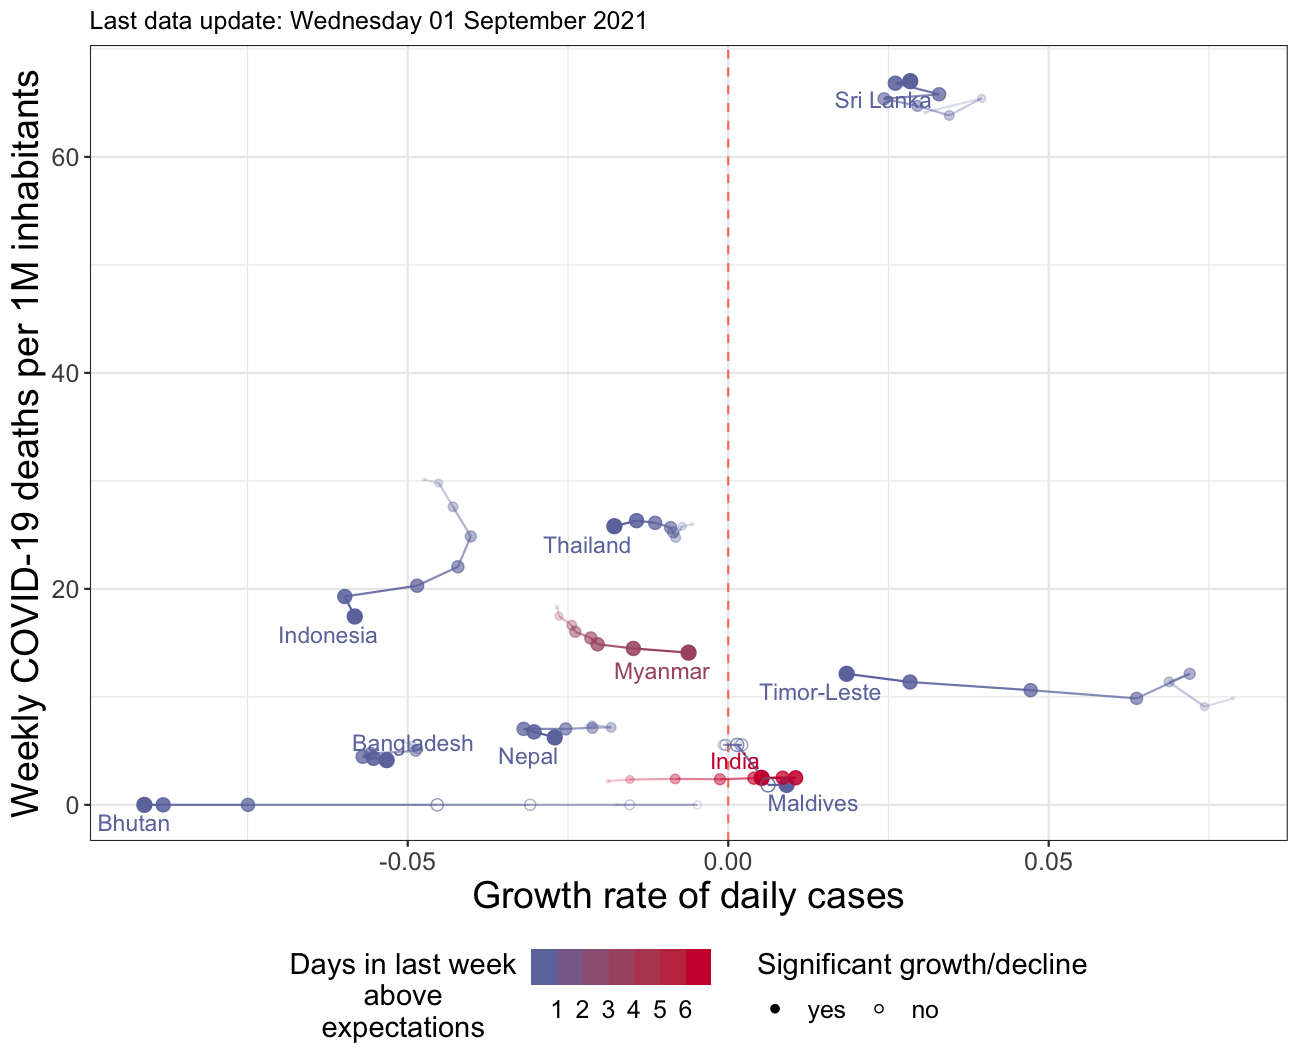 Last data update: Wednesday 01 September 2021
Weekly COVID-19 deaths per 1M inhabitants
60
40
20
0
Sri Lanka
Thailand
Indonesia
Myanmar
Timor-Leste
Bangladesh
Nepal
India
Maldives
Bhutan
-0.05
0.00
0.05
Growth rate of daily cases
Days in last week
above
expectations
1 2 3 4 5 6
Significant growth/decline
yes no